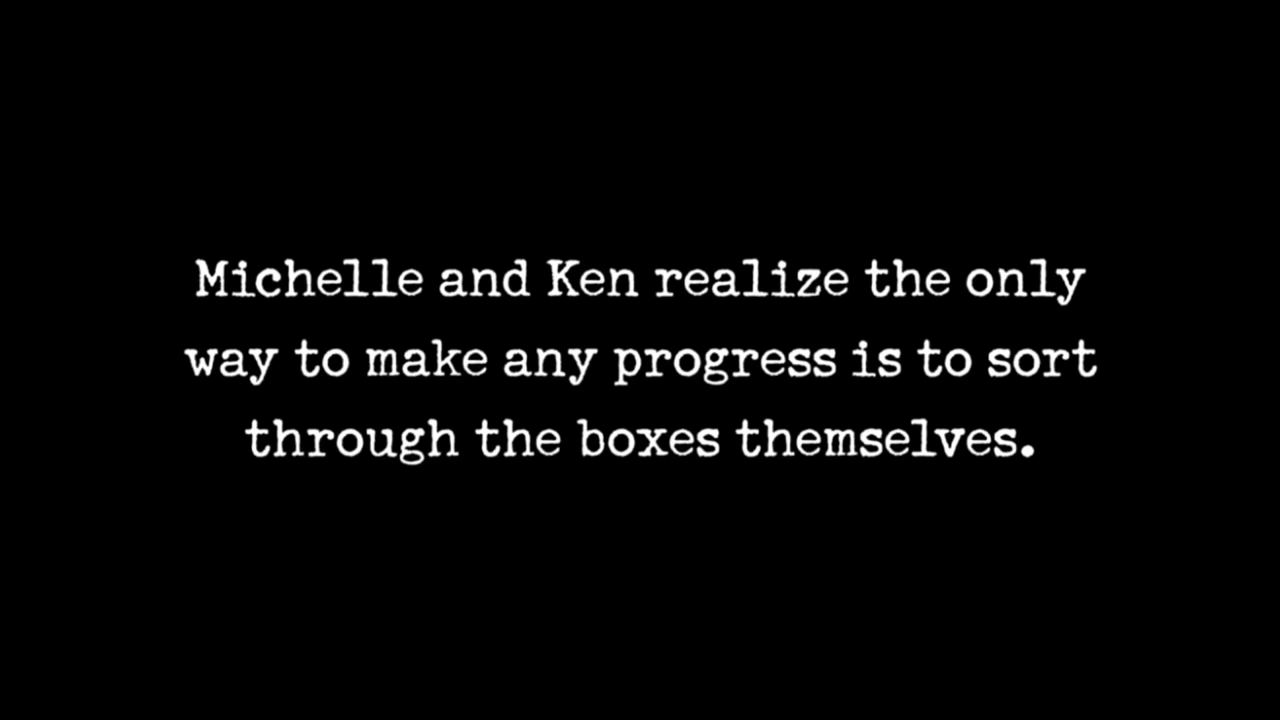 Michelle and Ken realize the only
way to make any progress is to sort
through the boxes themselves.